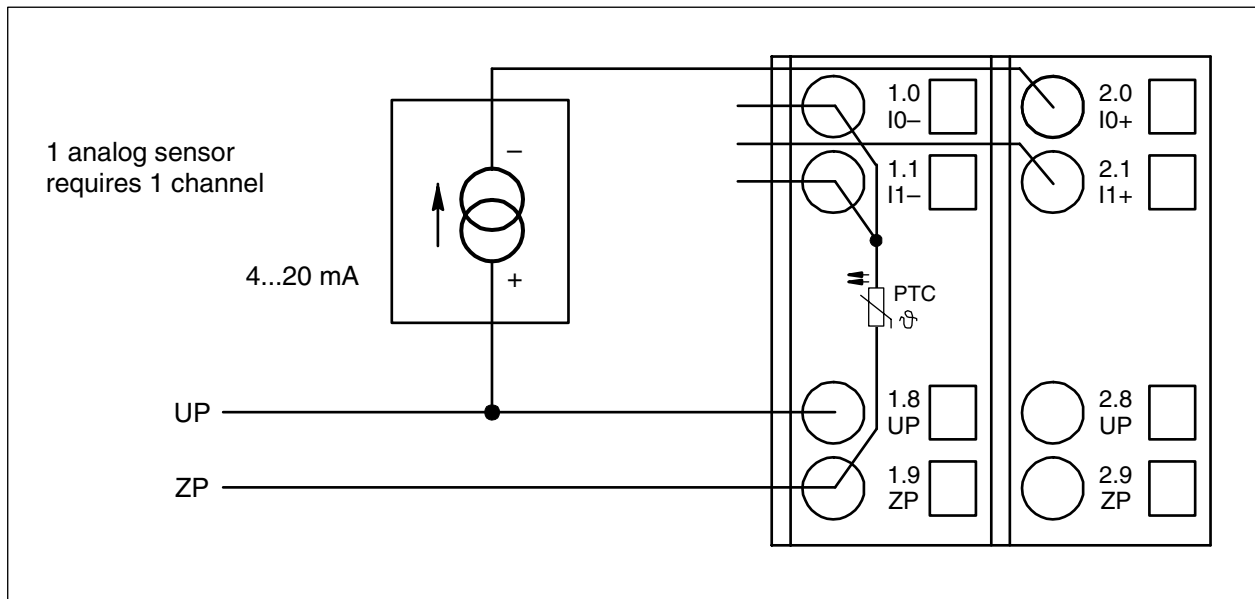 1 analog sensor
requires 1 channel
4...20 mA
–
+
UP
ZP
1.0
I0–
2.0
I0+
1.1
I1–
2.1
I1+
PTC
ϑ
1.8
UP
2.8
UP
1.9
ZP
2.9
ZP